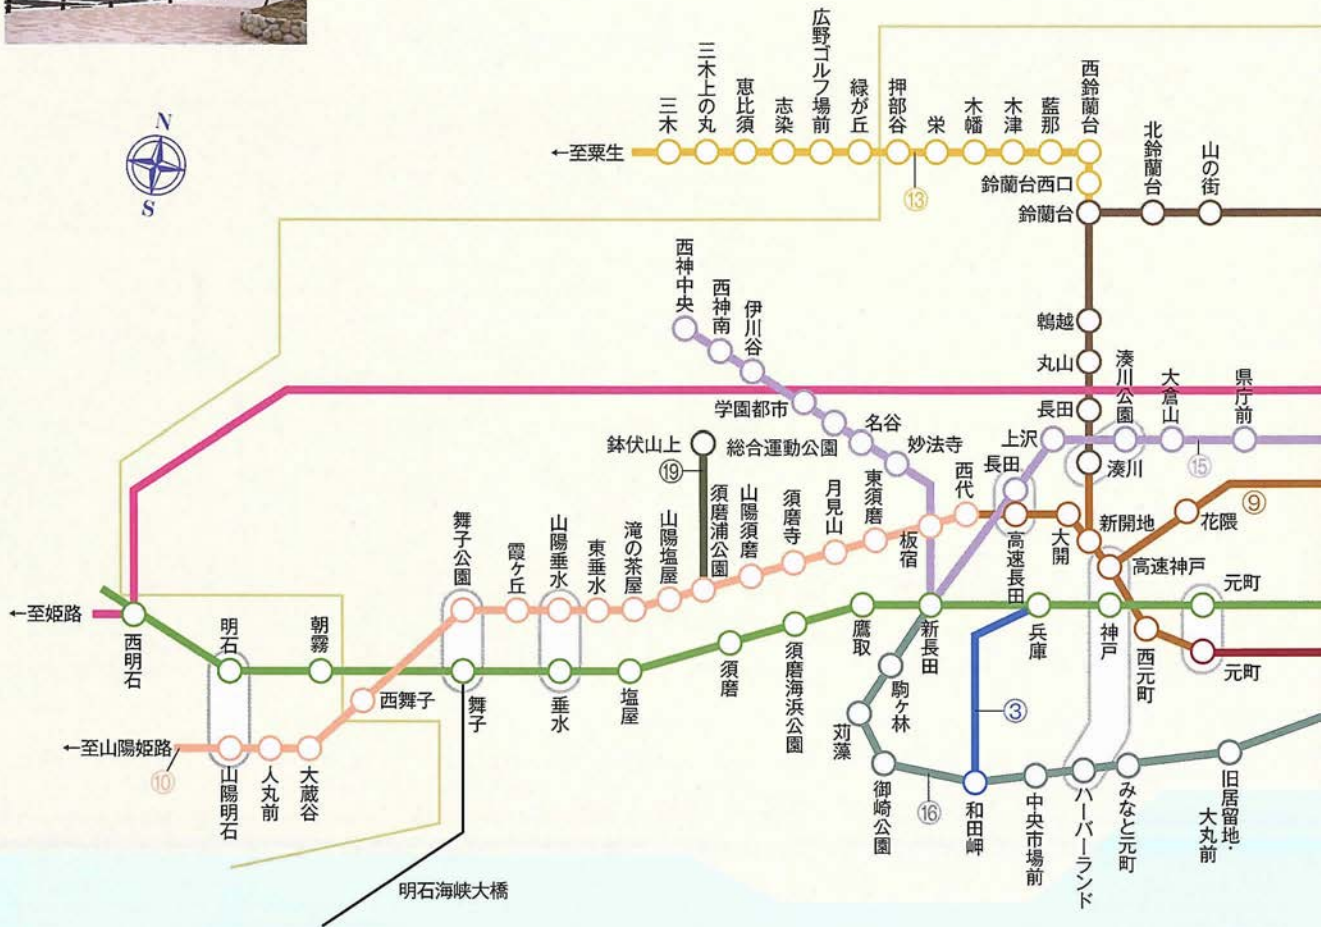 N
S
←至粟生
三木
三木上の丸
恵比須
志染
広野ゴルフ場前
緑が丘
押部谷
栄
木幡
木津
藍那
西鈴蘭台
⑬
鈴蘭台西口
鈴蘭台
北鈴蘭台
山の街
鵯越
丸山
長田
湊川
西神中央
西神南
伊川谷
学園都市
総合運動公園
名谷
妙法寺
板宿
上沢
長田
湊川公園
大倉山
県庁前
⑮
鉢伏山上
⑲
西代
高速長田
大開
新開地
高速神戸
花隈
⑨
西元町
元町
元町
←至姫路
西明石
明石
朝霧
舞子公園
霞ヶ丘
山陽垂水
東垂水
滝の茶屋
山陽塩屋
須磨浦公園
山陽須磨
須磨寺
月見山
東須磨
西舞子
舞子
垂水
塩屋
須磨
須磨海浜公園
鷹取
新長田
兵庫
神戸
←至山陽姫路
⑩
山陽明石
人丸前
大蔵谷
駒ヶ林
苅藻
御崎公園
⑯
和田岬
③
中央市場前
ハーバーランド
みなと元町
旧居留地・
大丸前
明石海峡大橋